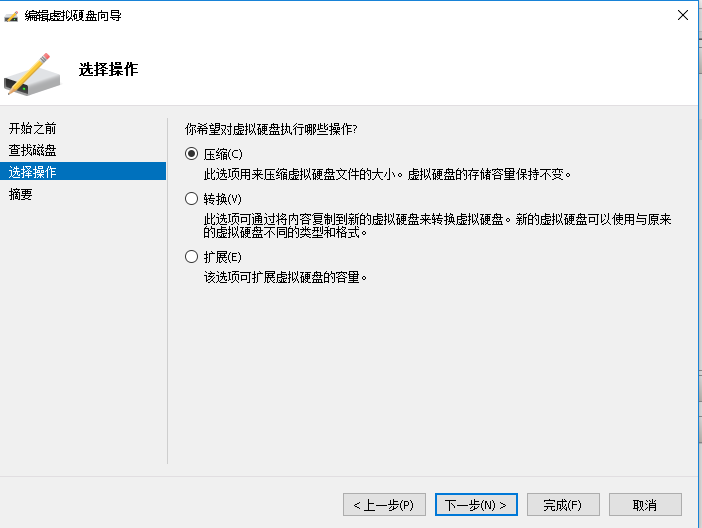 编辑虚拟硬盘向导
选择操作
开始之前
查找磁盘
选择操作
摘要
你希望对虚拟硬盘执行哪些操作?
压缩(C)
此选项用来压缩虚拟硬盘文件的大小。虚拟硬盘的存储容量保持不变。
转换(V)
此选项可通过将内容复制到新的虚拟硬盘来转换虚拟硬盘。新的虚拟硬盘可以使用与原来
的虚拟硬盘不同的类型和格式。
扩展(E)
该选项可扩展虚拟硬盘的容量。
< 上一步(P)
下一步(N) >
完成(F)
取消